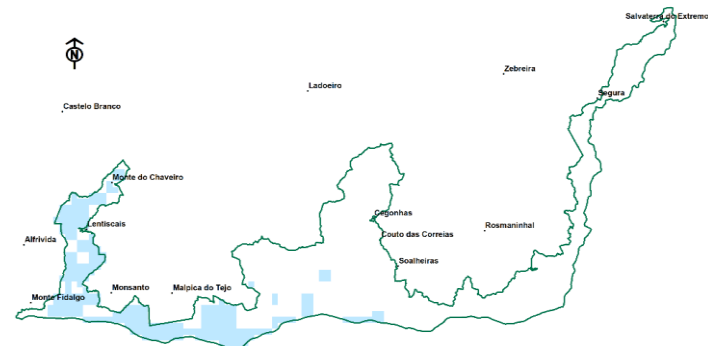 Salvaterra do Extremo
N
Zebreira
Ladoeiro
Segura
Castelo Branco
Monte do Chaveiro
Cegonhas
Lentiscais
Rosmaninhal
Couto das Correias
Alfrivida
Soalheiras
Monsanto
Malpica do Tejo
Monte Fidalgo